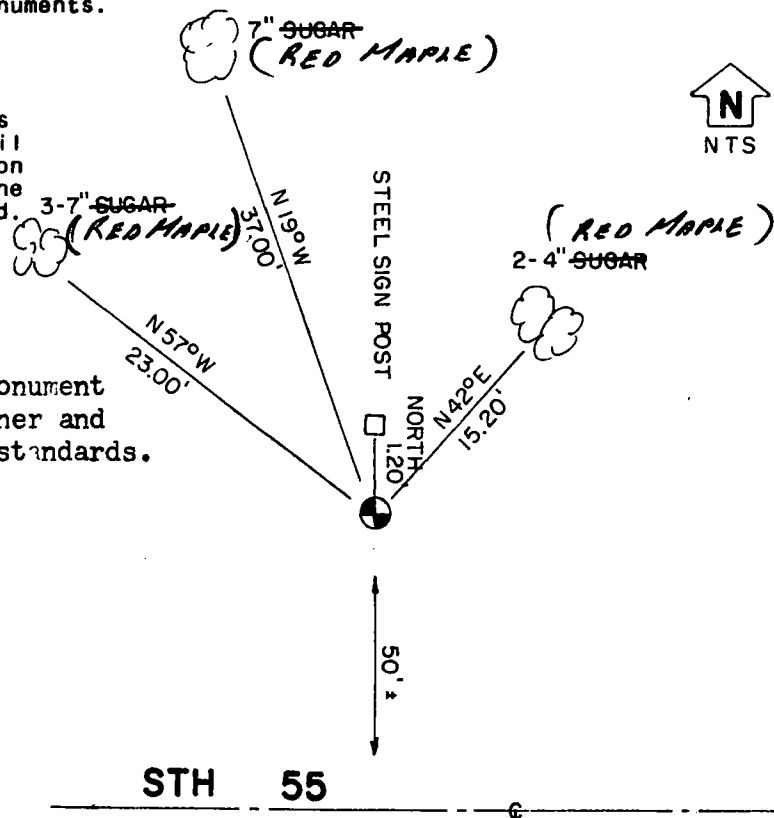 numents.
7" SUGAR
(RED MAPLE)
N
NTS
s
il
on
he
d.
3-7" SUGAR
(RED MAPLE)
N 19° W
37.00'
STEEL SIGN POST
(RED MAPLE)
2-4" SUGAR
N 57° W
23.00'
N 42° E
15.20'
NORTH
1.20'
onument
ner and
standards.
50' ±
STH 55
℄